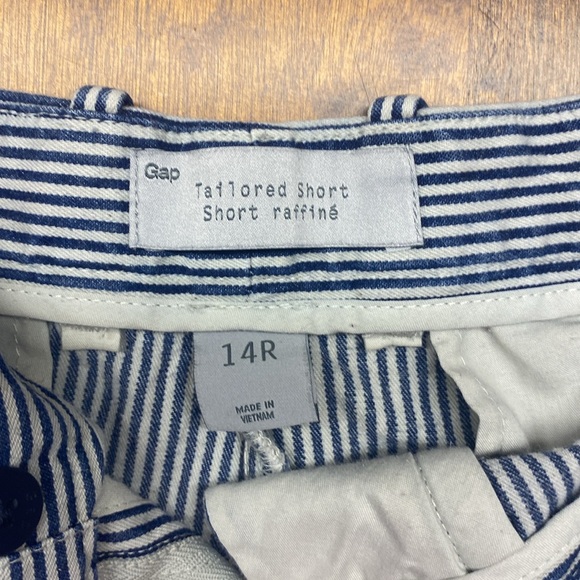 Gap
Tailored Short
Short raffiné
14R
MADE IN
VIETNAM